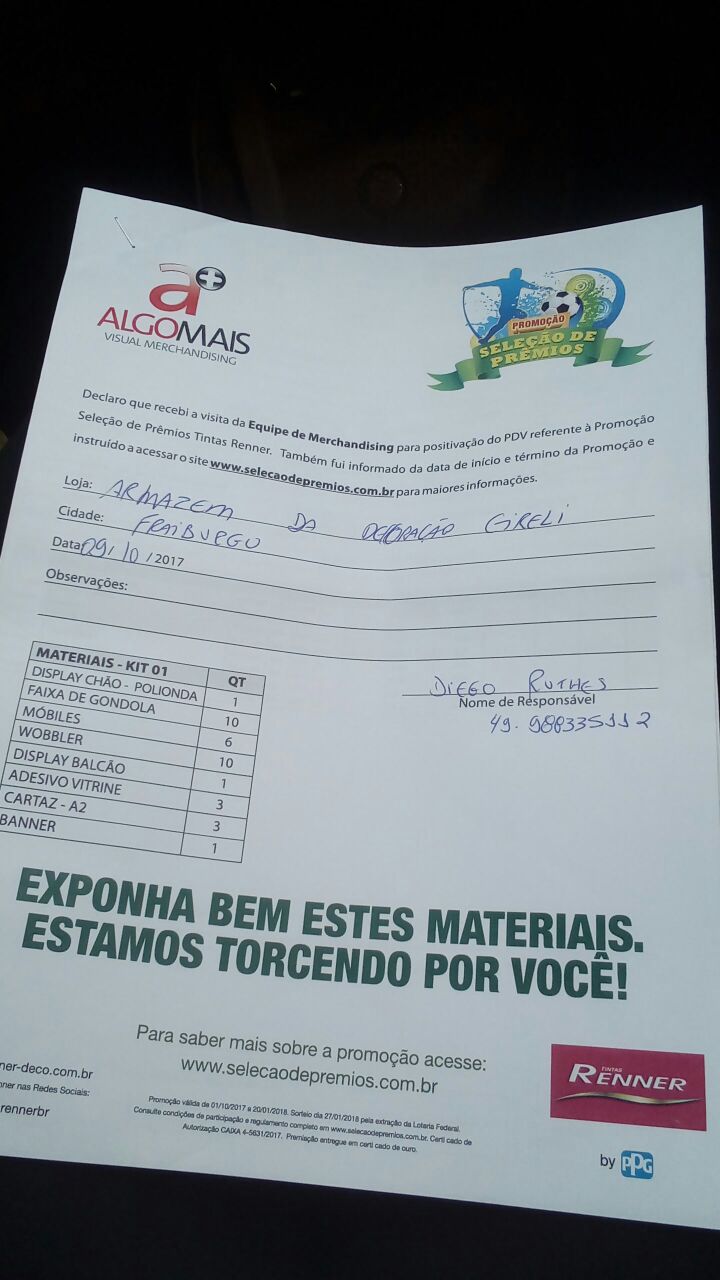 a+
ALGOMAIS
VISUAL MERCHANDISING
PROMOÇÃO
SELEÇÃO DE
PRÊMIOS
Declaro que recebi a visita da Equipe de Merchandising para positivação do PDV referente à Promoção
Seleção de Prêmios Tintas Renner. Também fui informado da data de início e término da Promoção e
instruído a acessar o site www.selecaodepremios.com.br para maiores informações.
Loja: ARMAZEM DA DECORAÇÃO GIRELI
Cidade: FRAIBURGO
Data 09/10/2017
Observações:
MATERIAIS - KIT 01 QT
DISPLAY CHÃO - POLIONDA 1
FAIXA DE GONDOLA 10
MÓBILES 6
WOBBLER 10
DISPLAY BALCÃO 1
ADESIVO VITRINE 3
CARTAZ - A2 3
BANNER 1
DIEGO RUTHES
Nome de Responsável
49. 988335112
EXPONHA BEM ESTES MATERIAIS.
ESTAMOS TORCENDO POR VOCÊ!
Para saber mais sobre a promoção acesse:
www.selecaodepremios.com.br
ner-deco.com.br
nner nas Redes Sociais:
rennerbr
Promoção válida de 01/10/2017 a 20/01/2018. Sorteio dia 27/01/2018 pela extração da Loteria Federal.
Consulte condições de participação e regulamento completo em www.selecaodepremios.com.br. Certi cado de
Autorização CAIXA 4-5631/2017. Premiação entregue em certi cado de ouro.
TINTAS
RENNER
by PPG